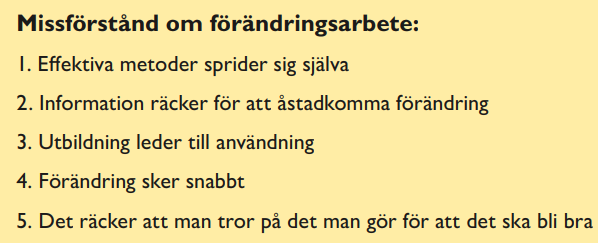 Missförstånd om förändringsarbete:
1. Effektiva metoder sprider sig själva
2. Information räcker för att åstadkomma förändring
3. Utbildning leder till användning
4. Förändring sker snabbt
5. Det räcker att man tror på det man gör för att det ska bli bra